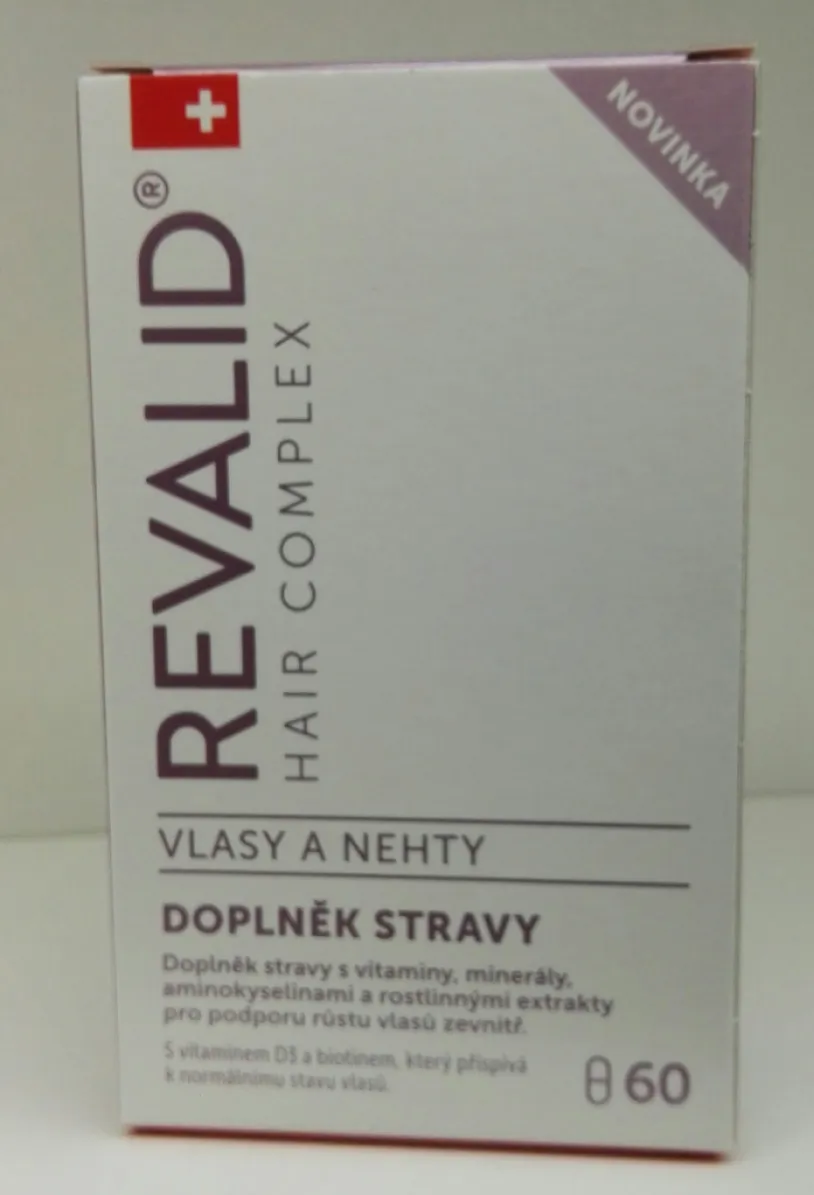 NOVINKA
REVALID®
HAIR COMPLEX
VLASY A NEHTY
DOPLNĚK STRAVY
Doplněk stravy s vitaminy, minerály,
aminokyselinami a rostlinnými extrakty
pro podporu růstu vlasů zevnitř.
S vitaminem D3 a biotinem, který přispívá
k normálnímu stavu vlasů.
60